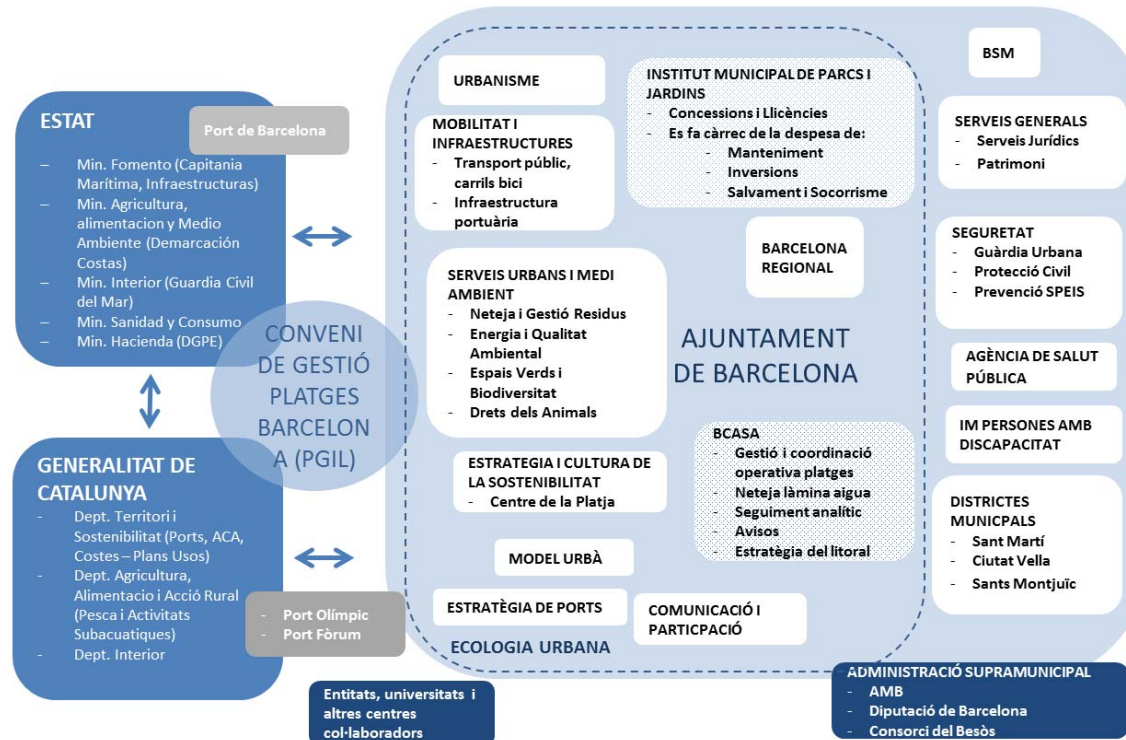 ESTAT
Port de Barcelona
– Min. Fomento (Capitania
Marítima, Infraestructuras)
– Min. Agricultura,
alimentacion y Medio
Ambiente (Demarcación
Costas)
– Min. Interior (Guardia Civil
del Mar)
– Min. Sanidad y Consumo
– Min. Hacienda (DGPE)
CONVENI
DE GESTIÓ
PLATGES
BARCELON
A (PGIL)
GENERALITAT DE
CATALUNYA
- Dept. Territori i
Sostenibilitat (Ports, ACA,
Costes – Plans Usos)
- Dept. Agricultura,
Alimentacio i Acció Rural
(Pesca i Activitats
Subacuatiques)
- Dept. Interior
- Port Olímpic
- Port Fòrum
Entitats, universitats i
altres centres
col·laboradors
URBANISME
MOBILITAT I
INFRAESTRUCTURES
- Transport públic,
carrils bici
- Infraestructura
portuària
SERVEIS URBANS I MEDI
AMBIENT
- Neteja i Gestió Residus
- Energia i Qualitat
Ambiental
- Espais Verds i
Biodiversitat
- Drets dels Animals
ESTRATEGIA I CULTURA DE
LA SOSTENIBILITAT
- Centre de la Platja
MODEL URBÀ
ESTRATÈGIA DE PORTS
ECOLOGIA URBANA
INSTITUT MUNICIPAL DE PARCS I
JARDINS
- Concessions i Llicències
- Es fa càrrec de la despesa de:
- Manteniment
- Inversions
- Salvament i Socorrisme
BARCELONA
REGIONAL
AJUNTAMENT
DE BARCELONA
BCASA
- Gestió i coordinació
operativa platges
- Neteja làmina aigua
- Seguiment analític
- Avisos
- Estratègia del litoral
COMUNICACIÓ I
PARTICPACIÓ
BSM
SERVEIS GENERALS
- Serveis Jurídics
- Patrimoni
SEGURETAT
- Guàrdia Urbana
- Protecció Civil
- Prevenció SPEIS
AGÈNCIA DE SALUT
PÚBLICA
IM PERSONES AMB
DISCAPACITAT
DISTRICTES
MUNICPALS
- Sant Martí
- Ciutat Vella
- Sants Montjuïc
ADMINISTRACIÓ SUPRAMUNICIPAL
- AMB
- Diputació de Barcelona
- Consorci del Besòs